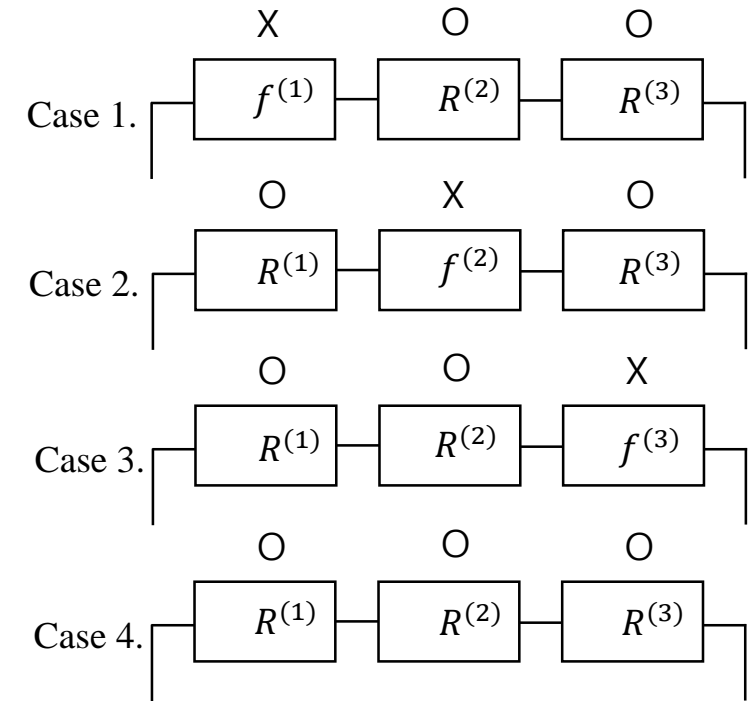 X O O
Case 1. f^{(1)} R^{(2)} R^{(3)}
O X O
Case 2. R^{(1)} f^{(2)} R^{(3)}
O O X
Case 3. R^{(1)} R^{(2)} f^{(3)}
O O O
Case 4. R^{(1)} R^{(2)} R^{(3)}